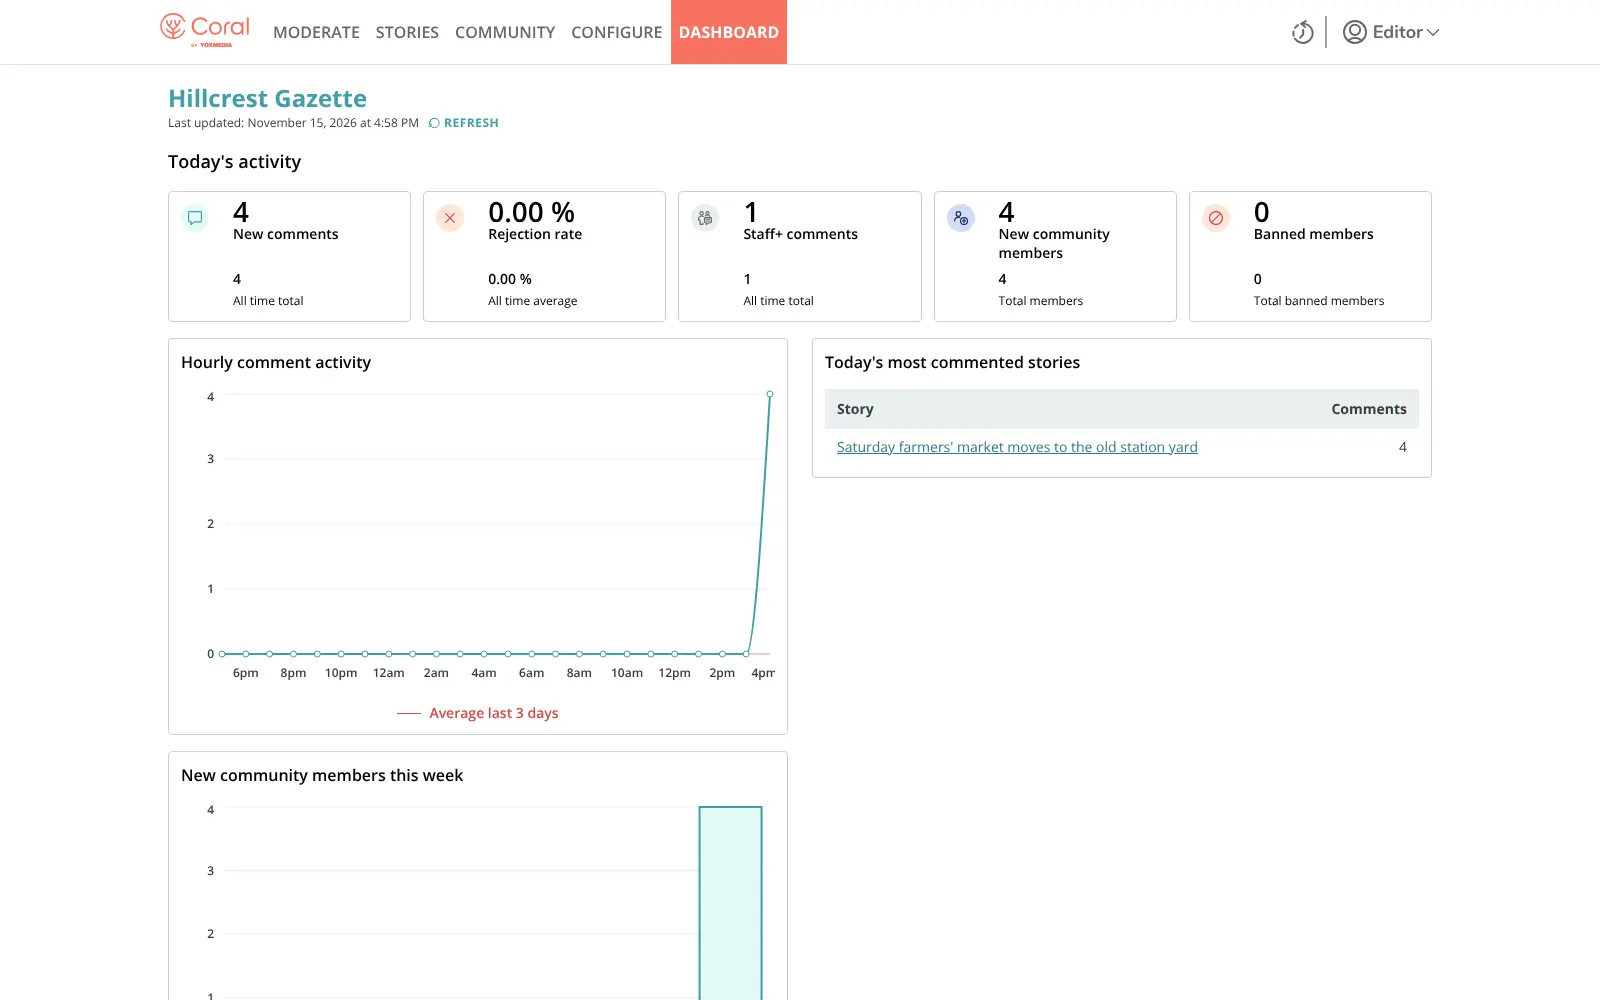 Coral
BY VOXMEDIA
MODERATE
STORIES
COMMUNITY
CONFIGURE
DASHBOARD
Editor
Hillcrest Gazette
Last updated: November 15, 2026 at 4:58 PM
REFRESH
Today's activity
4
New comments
4
All time total
0.00 %
Rejection rate
0.00 %
All time average
1
Staff+ comments
1
All time total
4
New community
members
4
Total members
0
Banned members
0
Total banned members
Hourly comment activity
4
3
2
1
0
6pm
8pm
10pm
12am
2am
4am
6am
8am
10am
12pm
2pm
4pm
Average last 3 days
Today's most commented stories
Story
Comments
Saturday farmers' market moves to the old station yard
4
New community members this week
4
3
2
1